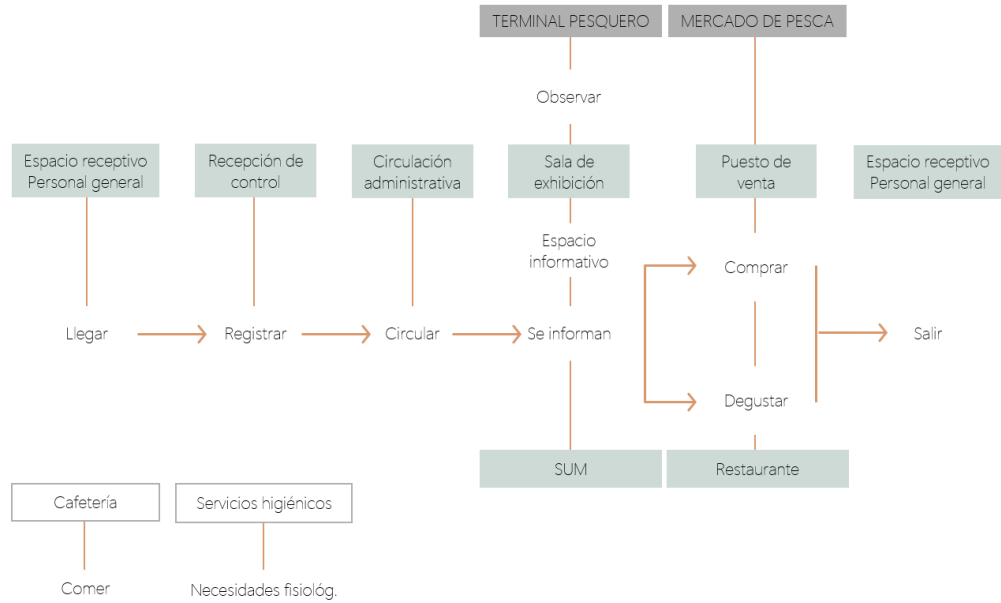 TERMINAL PESQUERO
MERCADO DE PESCA
Observar
Espacio receptivo
Personal general
Recepción de
control
Circulación
administrativa
Sala de
exhibición
Puesto de
venta
Espacio receptivo
Personal general
Espacio
informativo
Comprar
Llegar
Registrar
Circular
Se informan
Salir
Degustar
SUM
Restaurante
Cafetería
Servicios higiénicos
Comer
Necesidades fisiológ.